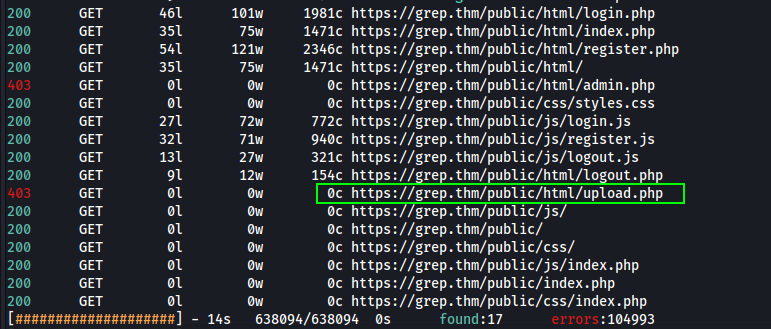 200 GET 46l 101w 1981c https://grep.thm/public/html/login.php
200 GET 35l 75w 1471c https://grep.thm/public/html/index.php
200 GET 54l 121w 2346c https://grep.thm/public/html/register.php
200 GET 35l 75w 1471c https://grep.thm/public/html/
403 GET 0l 0w 0c https://grep.thm/public/html/admin.php
200 GET 0l 0w 0c https://grep.thm/public/css/styles.css
200 GET 27l 72w 772c https://grep.thm/public/js/login.js
200 GET 32l 71w 940c https://grep.thm/public/js/register.js
200 GET 13l 27w 321c https://grep.thm/public/js/logout.js
200 GET 9l 12w 154c https://grep.thm/public/html/logout.php
403 GET 0l 0w 0c https://grep.thm/public/html/upload.php
200 GET 0l 0w 0c https://grep.thm/public/js/
200 GET 0l 0w 0c https://grep.thm/public/
200 GET 0l 0w 0c https://grep.thm/public/css/
200 GET 0l 0w 0c https://grep.thm/public/js/index.php
200 GET 0l 0w 0c https://grep.thm/public/index.php
200 GET 0l 0w 0c https://grep.thm/public/css/index.php
[####################] - 14s 638094/638094 0s found:17 errors:104993